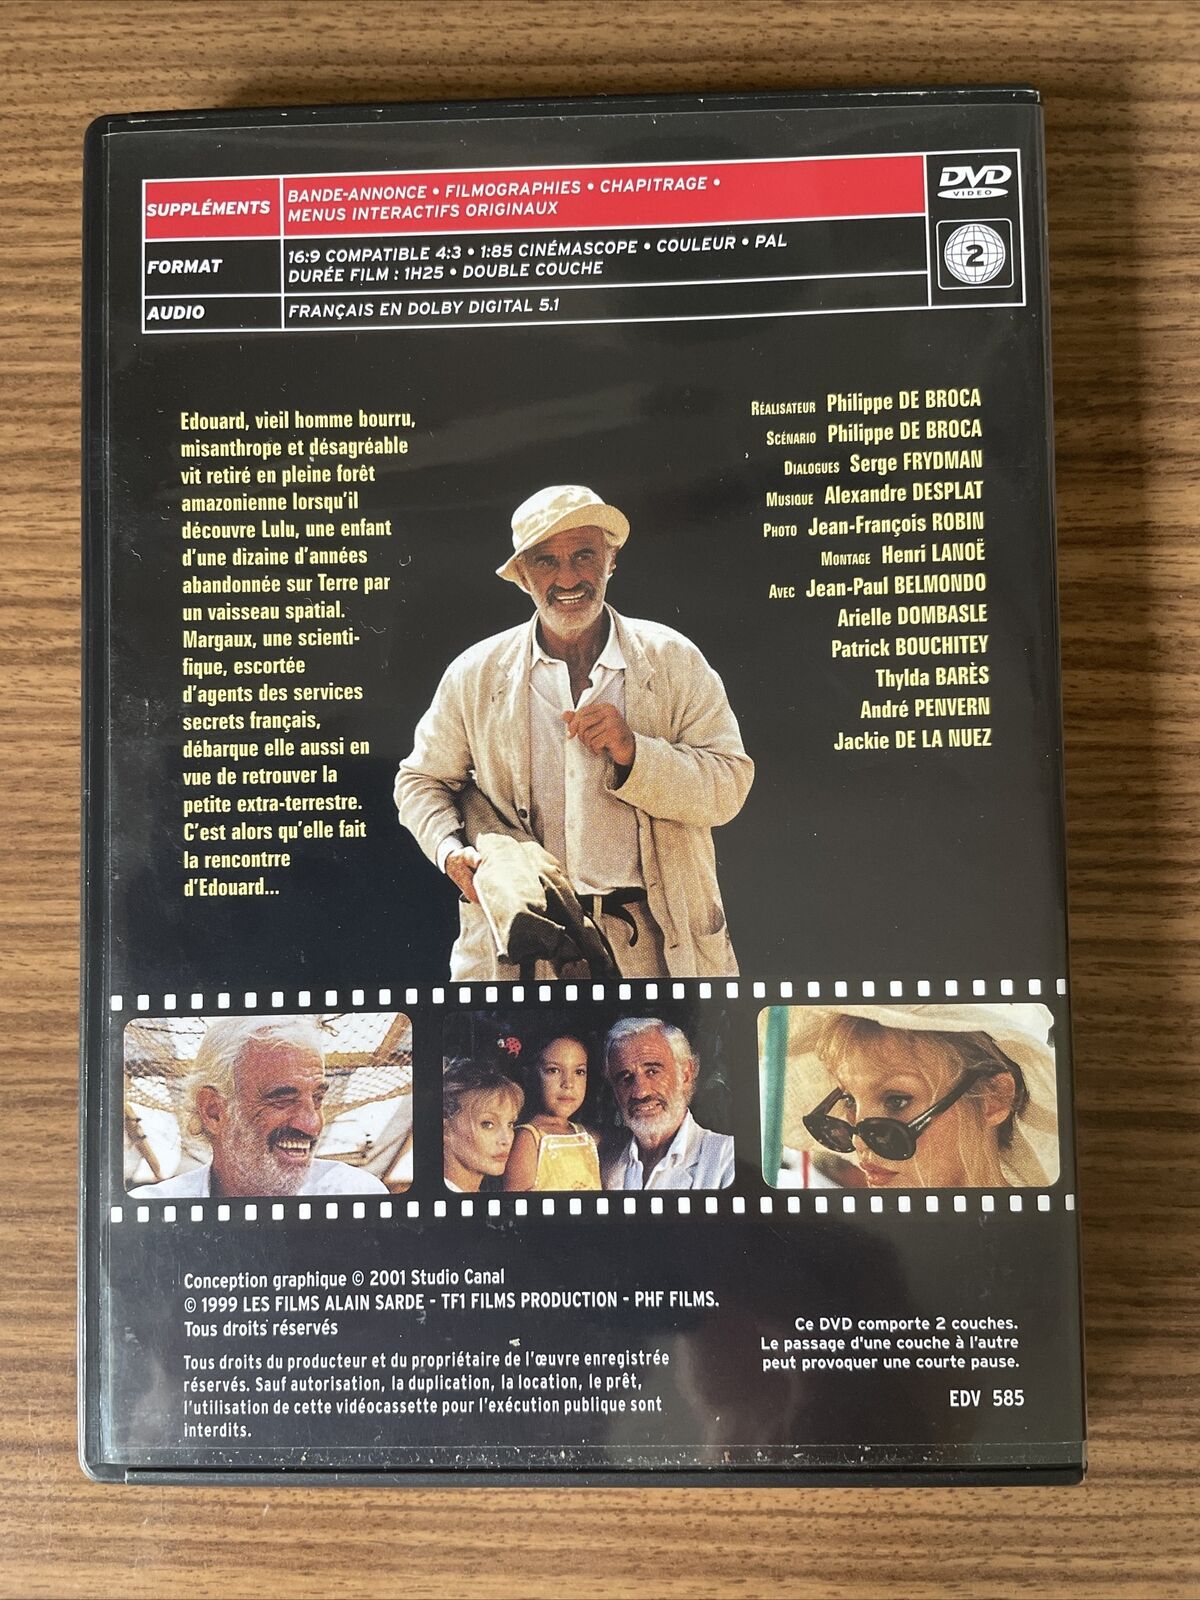 SUPPLÉMENTS
BANDE-ANNONCE • FILMOGRAPHIES • CHAPITRAGE •
MENUS INTERACTIFS ORIGINAUX
FORMAT
16:9 COMPATIBLE 4:3 • 1:85 CINÉMASCOPE • COULEUR • PAL
DURÉE FILM : 1H25 • DOUBLE COUCHE
AUDIO
FRANÇAIS EN DOLBY DIGITAL 5.1
DVD
VIDEO
2
Edouard, vieil homme bourru,
misanthrope et désagréable
vit retiré en pleine forêt
amazonienne lorsqu'il
découvre Lulu, une enfant
d'une dizaine d'années
abandonnée sur Terre par
un vaisseau spatial.
Margaux, une scienti-
fique, escortée
d'agents des services
secrets français,
débarque elle aussi en
vue de retrouver la
petite extra-terrestre.
C'est alors qu'elle fait
la rencontrre
d'Edouard...
RÉALISATEUR Philippe DE BROCA
SCÉNARIO Philippe DE BROCA
DIALOGUES Serge FRYDMAN
MUSIQUE Alexandre DESPLAT
PHOTO Jean-François ROBIN
MONTAGE Henri LANOË
AVEC Jean-Paul BELMONDO
Arielle DOMBASLE
Patrick BOUCHITEY
Thylda BARÈS
André PENVERN
Jackie DE LA NUEZ
Conception graphique © 2001 Studio Canal
© 1999 LES FILMS ALAIN SARDE - TF1 FILMS PRODUCTION - PHF FILMS.
Tous droits réservés
Tous droits du producteur et du propriétaire de l'œuvre enregistrée
réservés. Sauf autorisation, la duplication, la location, le prêt,
l'utilisation de cette vidéocassette pour l'exécution publique sont
interdits.
Ce DVD comporte 2 couches.
Le passage d'une couche à l'autre
peut provoquer une courte pause.
EDV 585